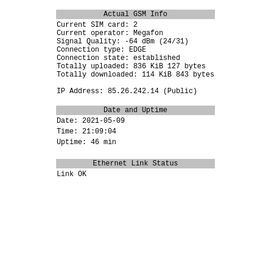 Actual GSM Info
Current SIM card: 2
Current operator: Megafon
Signal Quality: -64 dBm (24/31)
Connection type: EDGE
Connection state: established
Totally uploaded: 836 KiB 127 bytes
Totally downloaded: 114 KiB 843 bytes
IP Address: 85.26.242.14 (Public)
Date and Uptime
Date: 2021-05-09
Time: 21:09:04
Uptime: 46 min
Ethernet Link Status
Link OK